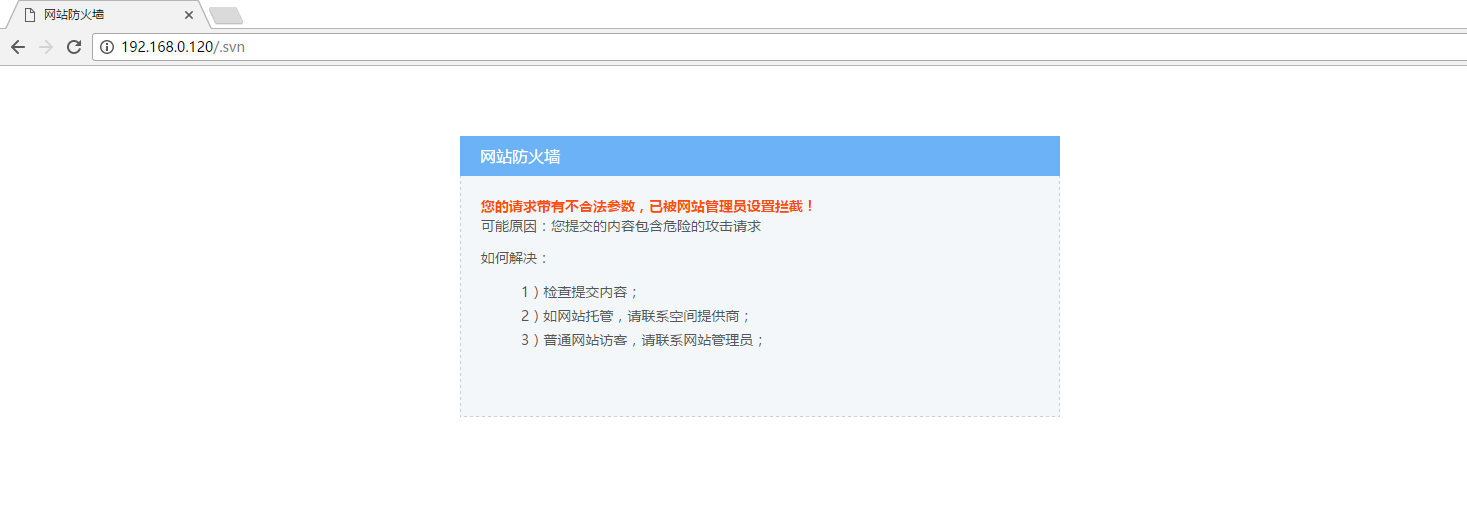 网站防火墙
192.168.0.120/.svn
网站防火墙
您的请求带有不合法参数，已被网站管理员设置拦截！
可能原因：您提交的内容包含危险的攻击请求
如何解决：
1）检查提交内容；
2）如网站托管，请联系空间提供商；
3）普通网站访客，请联系网站管理员；